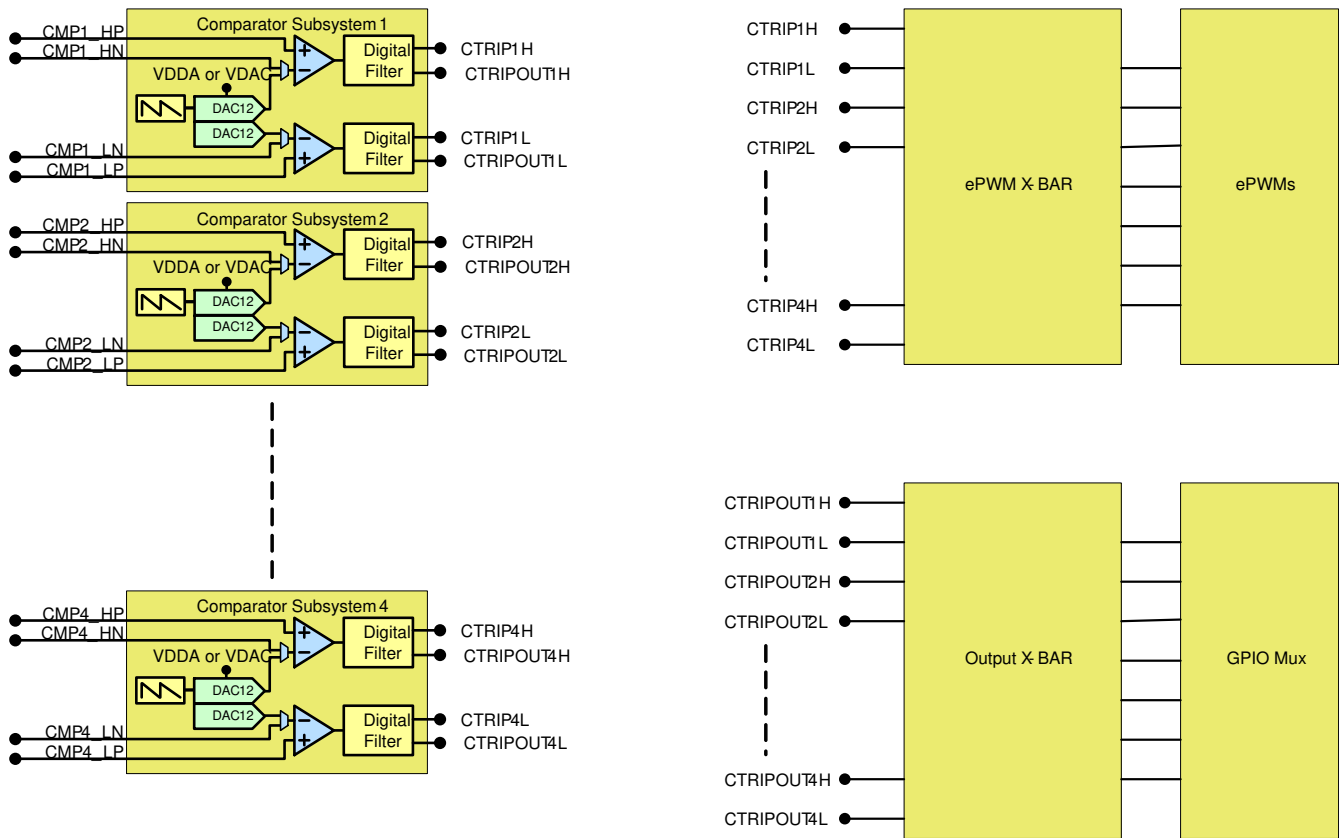 Comparator Subsystem 1
CMP1_HP
CMP1_HN
VDDA or VDAC
DAC12
DAC12
CMP1_LN
CMP1_LP
Digital
Filter
Digital
Filter
CTRIP1H
CTRIPOUT1H
CTRIP1L
CTRIPOUT1L
Comparator Subsystem 2
CMP2_HP
CMP2_HN
VDDA or VDAC
DAC12
DAC12
CMP2_LN
CMP2_LP
Digital
Filter
Digital
Filter
CTRIP2H
CTRIPOUT2H
CTRIP2L
CTRIPOUT2L
Comparator Subsystem 4
CMP4_HP
CMP4_HN
VDDA or VDAC
DAC12
DAC12
CMP4_LN
CMP4_LP
Digital
Filter
Digital
Filter
CTRIP4H
CTRIPOUT4H
CTRIP4L
CTRIPOUT4L
CTRIP1H
CTRIP1L
CTRIP2H
CTRIP2L
CTRIP4H
CTRIP4L
ePWM X-BAR
ePWMs
CTRIPOUT1H
CTRIPOUT1L
CTRIPOUT2H
CTRIPOUT2L
CTRIPOUT4H
CTRIPOUT4L
Output X-BAR
GPIO Mux